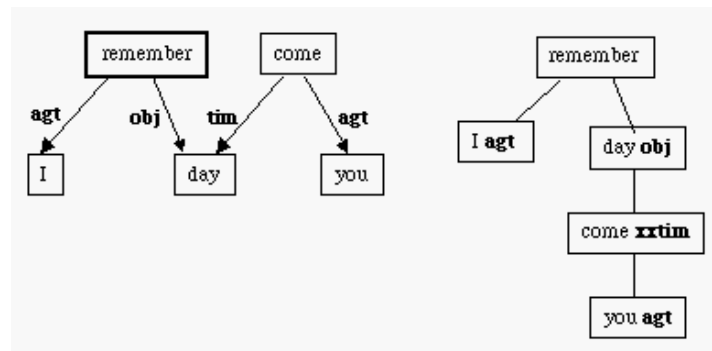 remember
come
agt
obj
tim
agt
I
day
you
remember
I agt
day obj
come xxtim
you agt